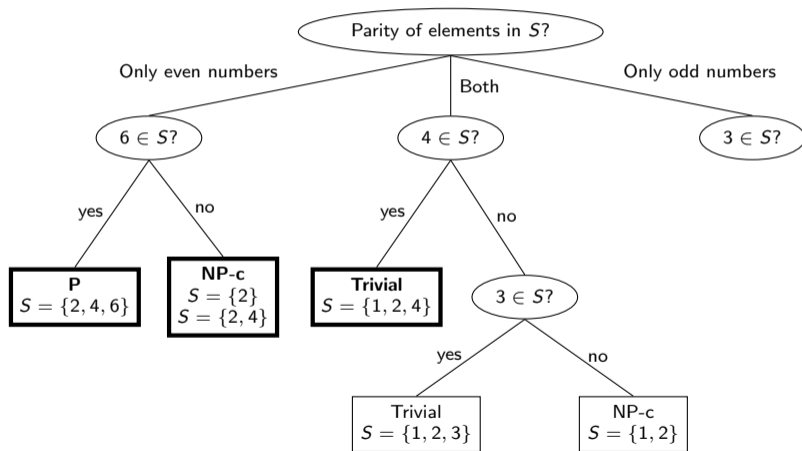 Parity of elements in S?
Only even numbers
Both
Only odd numbers
6 ∈ S?
4 ∈ S?
3 ∈ S?
yes
no
yes
no
P
S = {2, 4, 6}
NP-c
S = {2}
S = {2, 4}
Trivial
S = {1, 2, 4}
3 ∈ S?
yes
no
Trivial
S = {1, 2, 3}
NP-c
S = {1, 2}